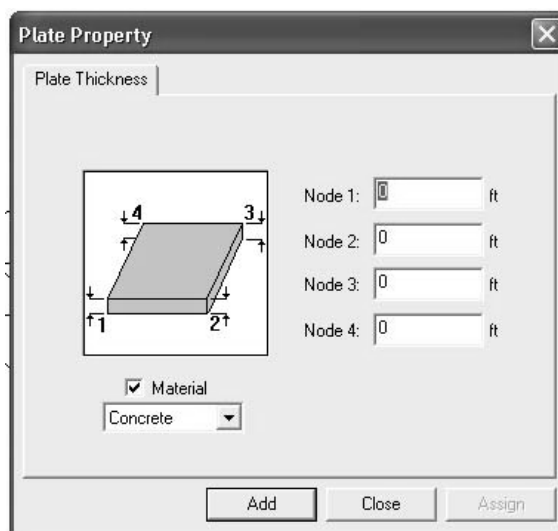 Plate Property
Plate Thickness
4 3
1 2
Node 1: 0 ft
Node 2: 0 ft
Node 3: 0 ft
Node 4: 0 ft
Material
Concrete
Add Close Assign